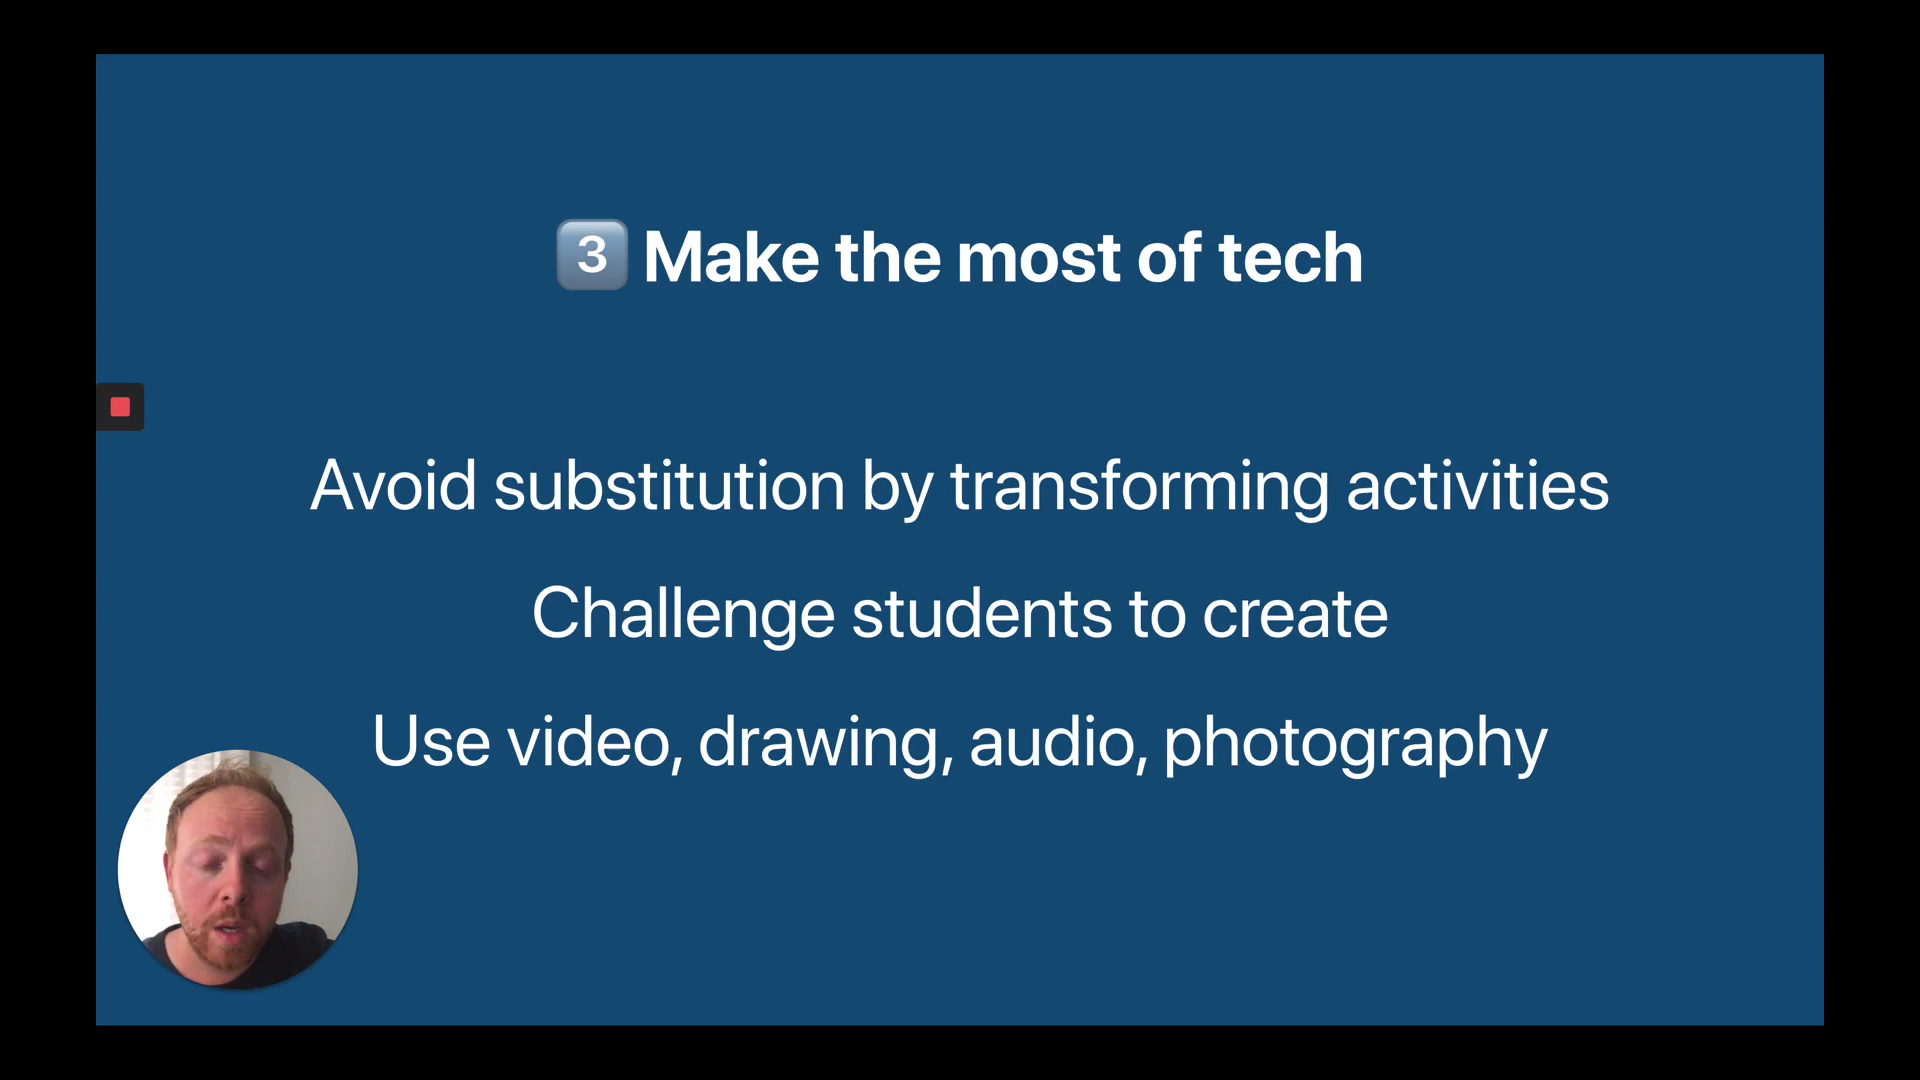 3 Make the most of tech
Avoid substitution by transforming activities
Challenge students to create
Use video, drawing, audio, photography